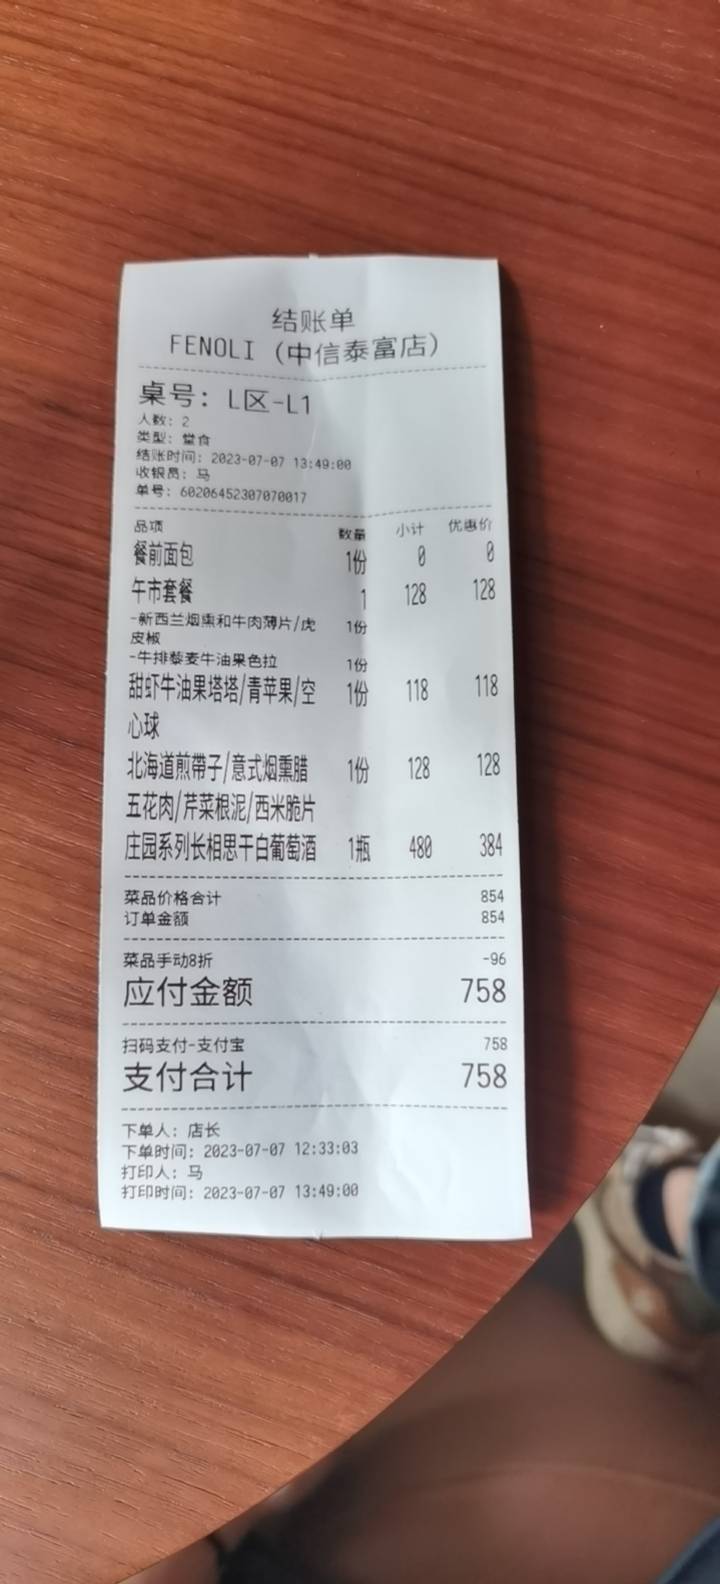 结账单
FENOLI（中信泰富店）
桌号：L区-L1
人数：2
类型：堂食
结账时间：2023-07-07 13:49:00
收银员：马
单号：60206452307070017
品项 数量 小计 优惠价
餐前面包 1份 0 0
午市套餐 1 128 128
-新西兰烟熏和牛肉薄片/虎 1份
皮椒
-牛排藜麦牛油果色拉 1份
甜虾牛油果塔塔/青苹果/空 1份 118 118
心球
北海道煎带子/意式烟熏腊 1份 128 128
五花肉/芹菜根泥/西米脆片
庄园系列长相思干白葡萄酒 1瓶 480 384
菜品价格合计 854
订单金额 854
菜品手动8折 -96
应付金额 758
扫码支付-支付宝 758
支付合计 758
下单人：店长
下单时间：2023-07-07 12:33:03
打印人：马
打印时间：2023-07-07 13:49:00